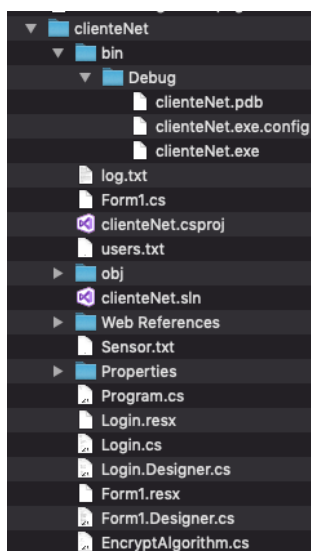 clienteNet
bin
Debug
clienteNet.pdb
clienteNet.exe.config
clienteNet.exe
log.txt
Form1.cs
clienteNet.csproj
users.txt
obj
clienteNet.sln
Web References
Sensor.txt
Properties
Program.cs
Login.resx
Login.cs
Login.Designer.cs
Form1.resx
Form1.Designer.cs
EncryptAlgorithm.cs